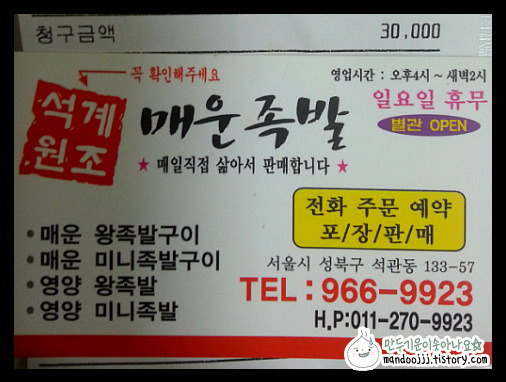 청구금액 30,000
꼭 확인해주세요
영업시간 : 오후4시 ~ 새벽2시
석계
원조
매운족발
일요일 휴무
별관 OPEN
★ 매일직접 삶아서 판매합니다 ★
전화 주문 예약
포/장/판/매
• 매운 왕족발구이
• 매운 미니족발구이
• 영양 왕족발
• 영양 미니족발
서울시 성북구 석관동 133-57
TEL : 966-9923
H.P:011-270-9923
만두기운이솟아나요☆
mandoojjj.tistory.com